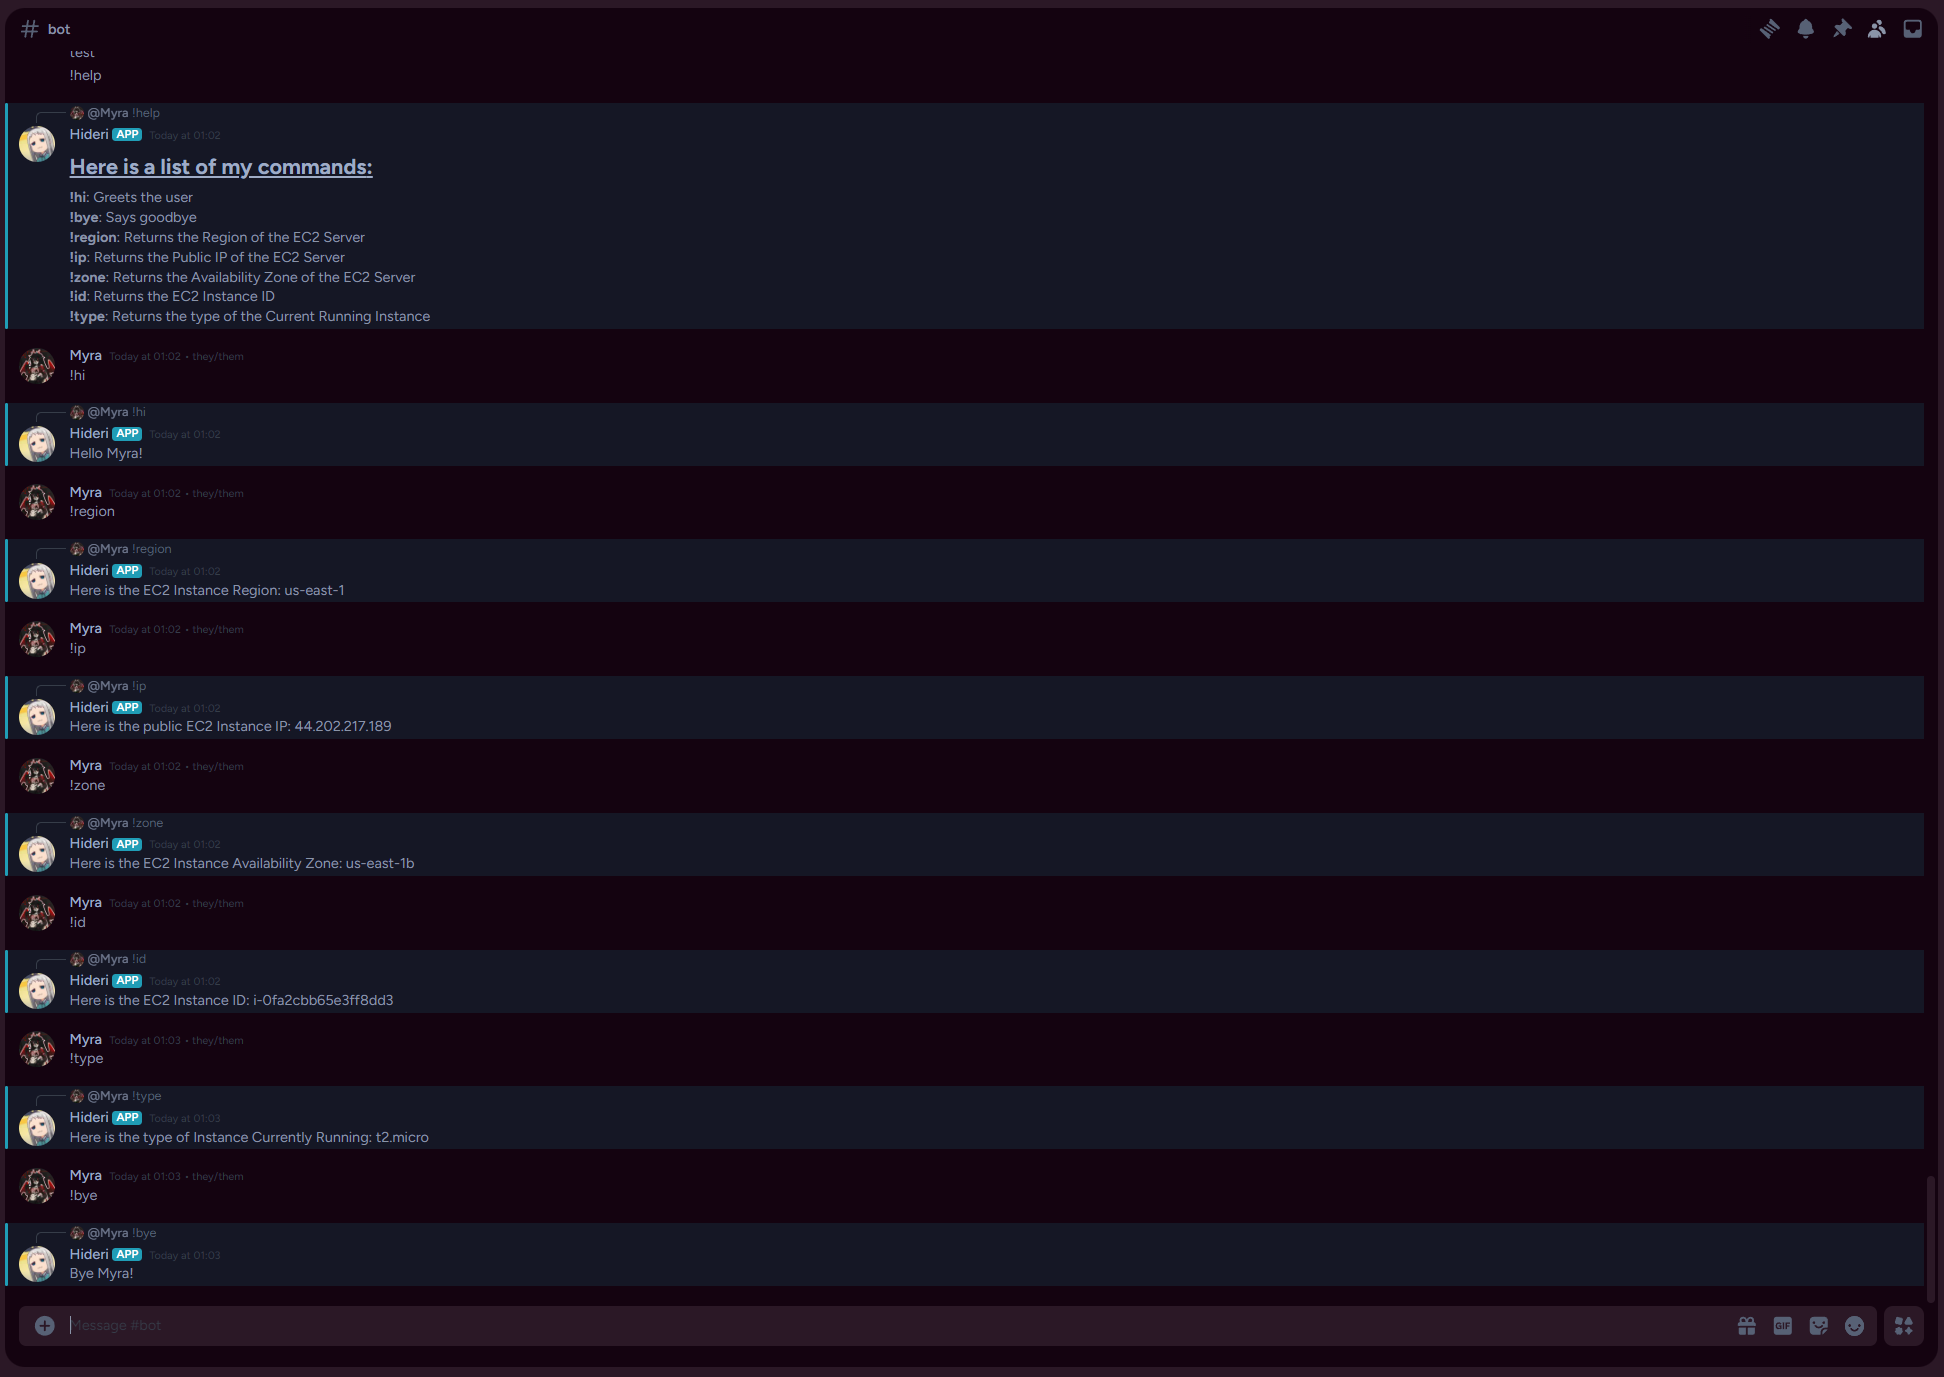 bot
test
!help
@Myra !help
Hideri APP Today at 01:02
Here is a list of my commands:
!hi: Greets the user
!bye: Says goodbye
!region: Returns the Region of the EC2 Server
!ip: Returns the Public IP of the EC2 Server
!zone: Returns the Availability Zone of the EC2 Server
!id: Returns the EC2 Instance ID
!type: Returns the type of the Current Running Instance
Myra Today at 01:02 • they/them
!hi
@Myra !hi
Hideri APP Today at 01:02
Hello Myra!
Myra Today at 01:02 • they/them
!region
@Myra !region
Hideri APP Today at 01:02
Here is the EC2 Instance Region: us-east-1
Myra Today at 01:02 • they/them
!ip
@Myra !ip
Hideri APP Today at 01:02
Here is the public EC2 Instance IP: 44.202.217.189
Myra Today at 01:02 • they/them
!zone
@Myra !zone
Hideri APP Today at 01:02
Here is the EC2 Instance Availability Zone: us-east-1b
Myra Today at 01:02 • they/them
!id
@Myra !id
Hideri APP Today at 01:02
Here is the EC2 Instance ID: i-0fa2cbb65e3ff8dd3
Myra Today at 01:03 • they/them
!type
@Myra !type
Hideri APP Today at 01:03
Here is the type of Instance Currently Running: t2.micro
Myra Today at 01:03 • they/them
!bye
@Myra !bye
Hideri APP Today at 01:03
Bye Myra!
Message #bot
GIF